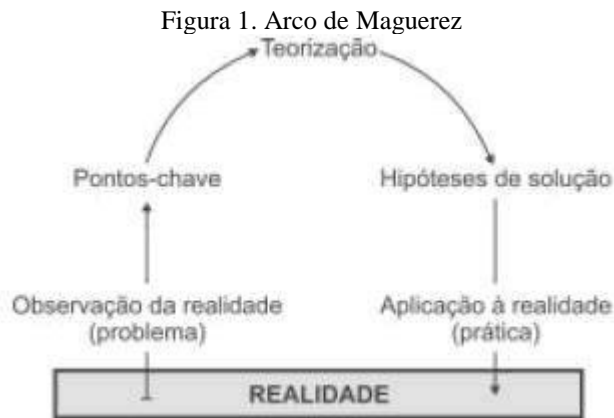 Figura 1. Arco de Maguerez
Teorização
Pontos-chave
Hipóteses de solução
Observação da realidade
(problema)
Aplicação à realidade
(prática)
REALIDADE